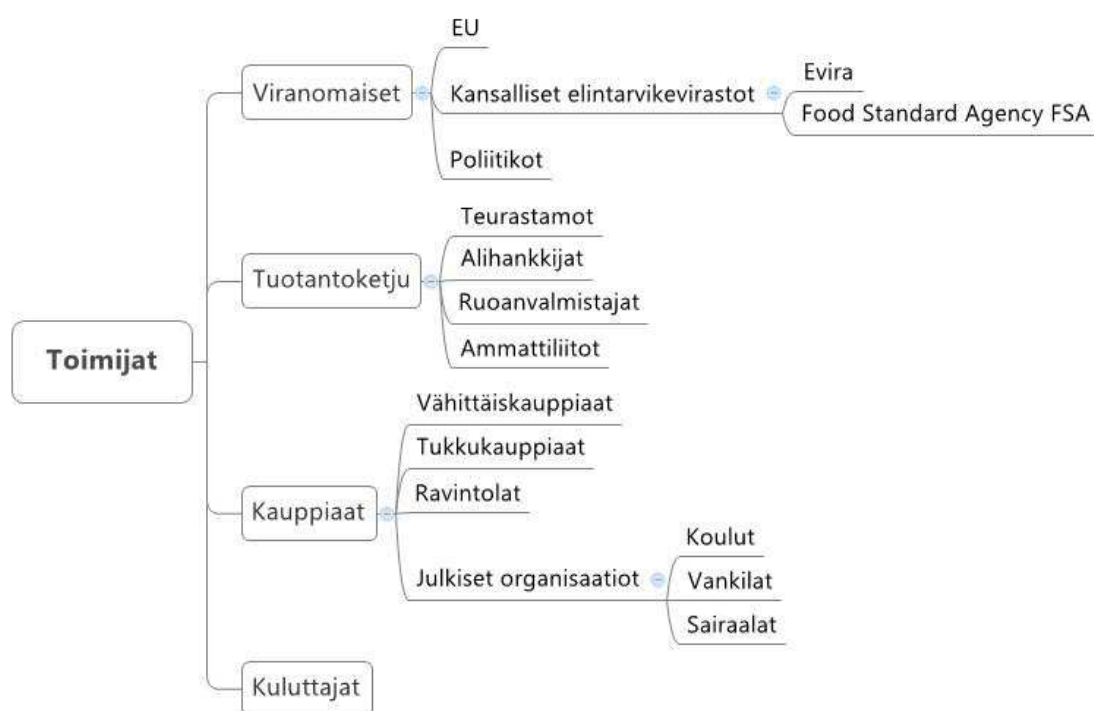 Toimijat
Viranomaiset
EU
Kansalliset elintarvikevirastot
Evira
Food Standard Agency FSA
Poliitikot
Tuotantoketju
Teurastamot
Alihankkijat
Ruoanvalmistajat
Ammattiliitot
Kauppiaat
Vähittäiskauppiaat
Tukkukauppiaat
Ravintolat
Julkiset organisaatiot
Koulut
Vankilat
Sairaalat
Kuluttajat